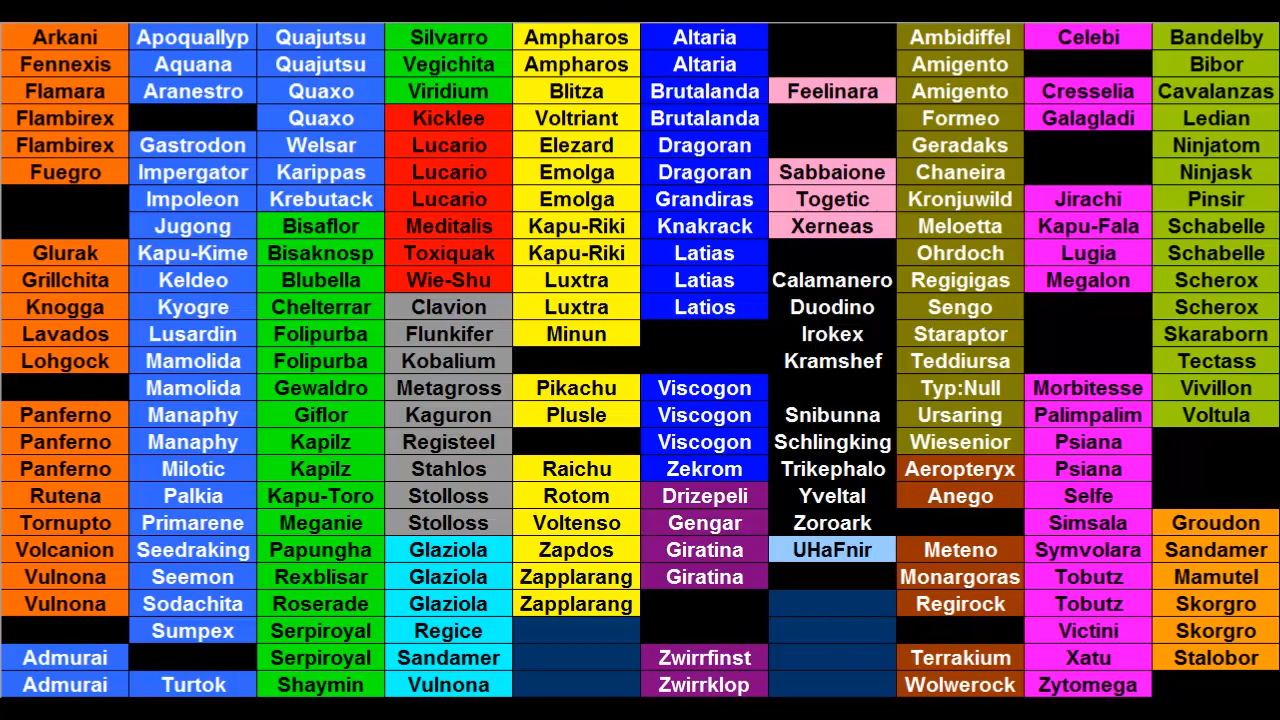 Arkani Apoquallyp Quajutsu Silvarro Ampharos Altaria Ambidiffel Celebi Bandelby
Fennexis Aquana Quajutsu Vegichita Ampharos Altaria Amigento Bibor
Flamara Aranestro Quaxo Viridium Blitza Brutalanda Feelinara Amigento Cresselia Cavalanzas
Flambirex Quaxo Kicklee Voltriant Brutalanda Formeo Galagladi Ledian
Flambirex Gastrodon Welsar Lucario Elezard Dragoran Geradaks Ninjatom
Fuegro Impergator Karippas Lucario Emolga Dragoran Sabbaione Chaneira Ninjask
Impoleon Krebutack Lucario Emolga Grandiras Togetic Kronjuwild Jirachi Pinsir
Jugong Bisaflor Meditalis Kapu-Riki Knakrack Xerneas Meloetta Kapu-Fala Schabelle
Glurak Kapu-Kime Bisaknosp Toxiquak Kapu-Riki Latias Ohrdoch Lugia Schabelle
Grillchita Keldeo Blubella Wie-Shu Luxtra Latias Calamanero Regigigas Megalon Scherox
Knogga Kyogre Chelterrar Clavion Luxtra Latios Duodino Sengo Scherox
Lavados Lusardin Folipurba Flunkifer Minun Irokex Staraptor Skaraborn
Lohgock Mamolida Folipurba Kobalium Kramshef Teddiursa Tectass
Mamolida Gewaldro Metagross Pikachu Viscogon Typ:Null Morbitesse Vivillon
Panferno Manaphy Giflor Kaguron Plusle Viscogon Snibunna Ursaring Palimpalim Voltula
Panferno Manaphy Kapilz Registeel Viscogon Schlingking Wiesenior Psiana
Panferno Milotic Kapilz Stahlos Raichu Zekrom Trikephalo Aeropteryx Psiana
Rutena Palkia Kapu-Toro Stolloss Rotom Drizepeli Yveltal Anego Selfe
Tornupto Primarene Meganie Stolloss Voltenso Gengar Zoroark Simsala Groudon
Volcanion Seedraking Papungha Glaziola Zapdos Giratina UHaFnir Meteno Symvolara Sandamer
Vulnona Seemon Rexblisar Glaziola Zapplarang Giratina Monargoras Tobutz Mamutel
Vulnona Sodachita Roserade Glaziola Zapplarang Regirock Tobutz Skorgro
Sumpex Serpiroyal Regice Victini Skorgro
Admurai Serpiroyal Sandamer Zwirrfinst Terrakium Xatu Stalobor
Admurai Turtok Shaymin Vulnona Zwirrklop Wolwerock Zytomega